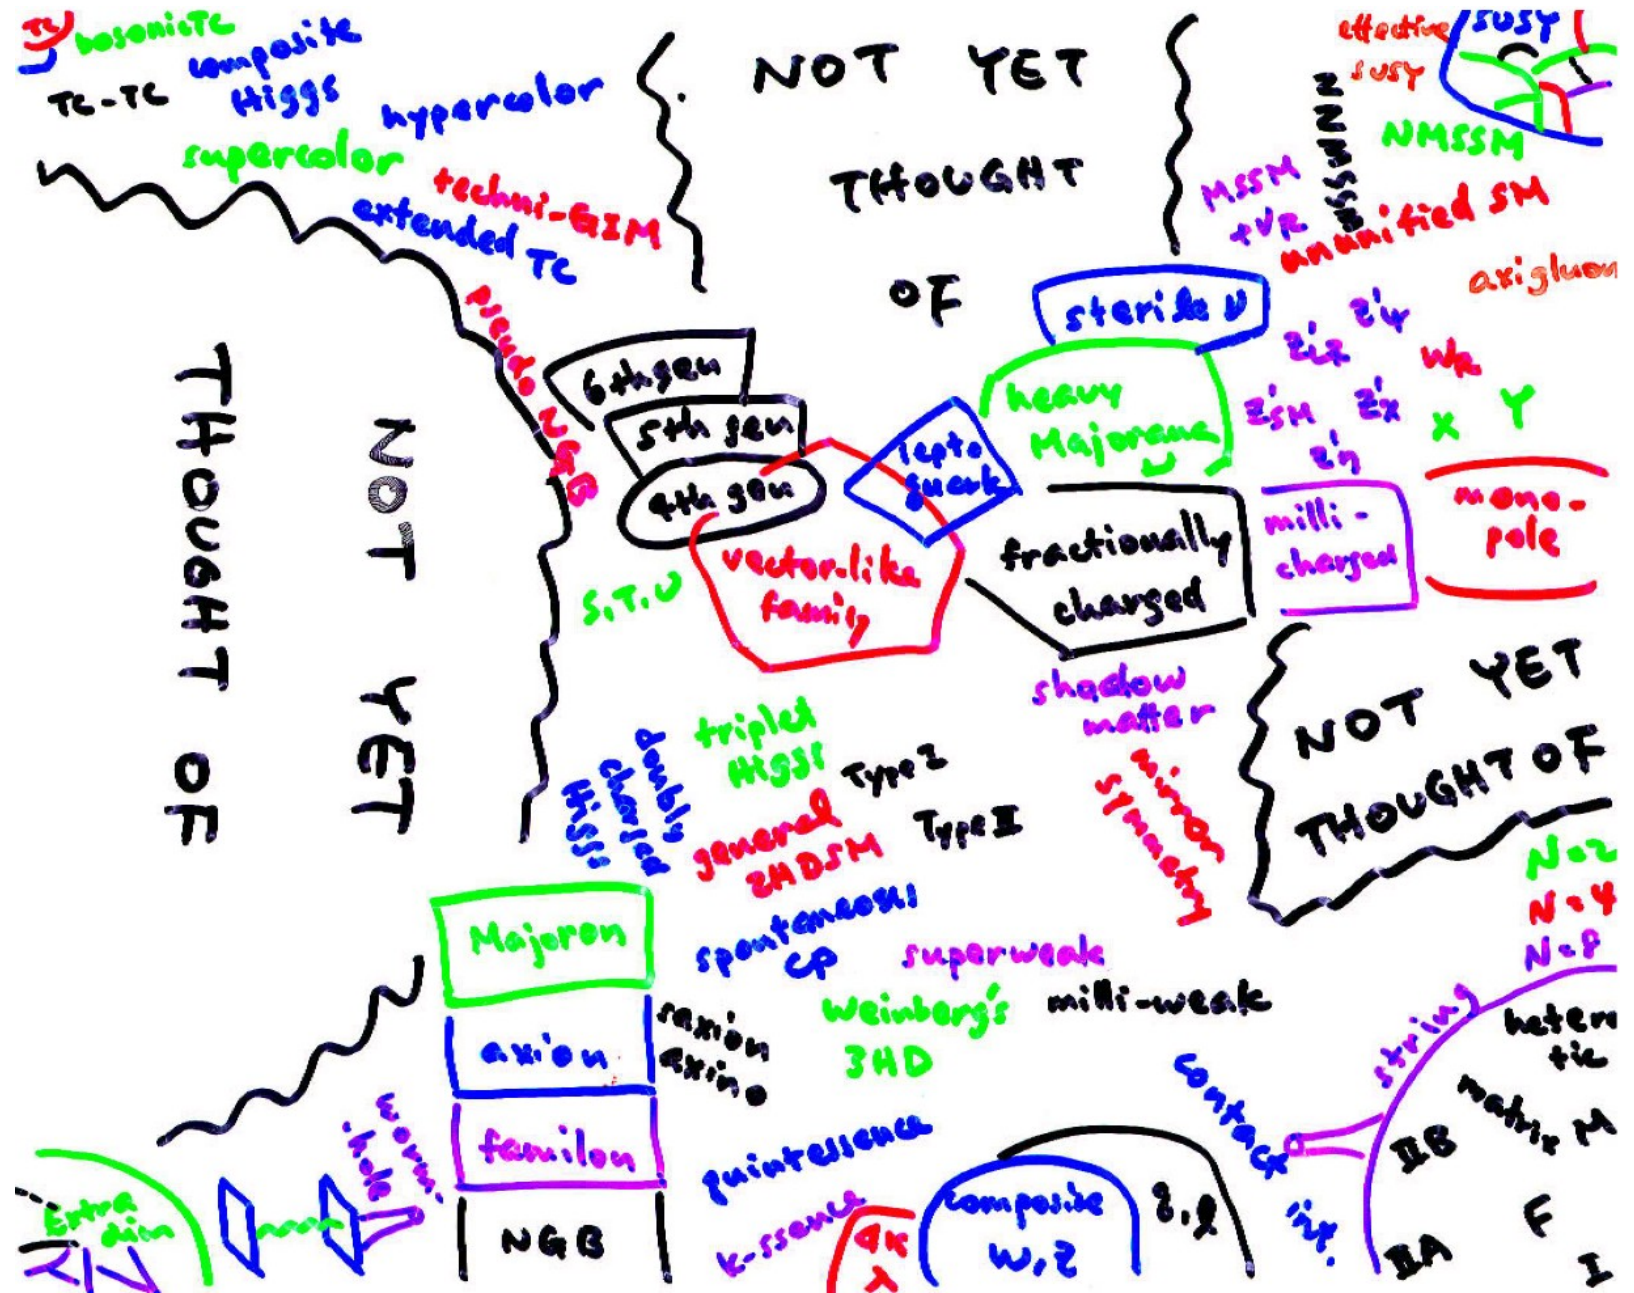 TC
bosonic TC
TC-TC
composite
Higgs
hypercolor
supercolor
techni-GIM
extended TC
pseudo NGB
NOT YET
THOUGHT
OF
effective
SUSY
SUSY
NNMSSM
NMSSM
MSSM
+νR
ununified SM
axigluon
sterile ν
heavy
Majorana
ν
Z'ψ
Z'LR
WR
Z'SM
Z'χ
X
Y
Z'η
6th gen
5th gen
4th gen
lepto
quark
vector-like
family
fractionally
charged
milli-
charged
mono-
pole
S,T,U
NOT YET
THOUGHT OF
NOT YET
THOUGHT OF
shadow
matter
mirror
symmetry
triplet
Higgs
Type I
Type II
Doubly
charged
Higgs
general
2HDSM
spontaneous
CP
superweak
milli-weak
Weinberg's
3HD
Majoron
axion
saxion
axino
familon
NGB
quintessence
k-ssence
composite
W,Z
q,l
contact
int.
string
N=2
N=4
N=8
heterotic
matrix
M
IIB
F
IIA
I
worm.
hole
Extra
dim